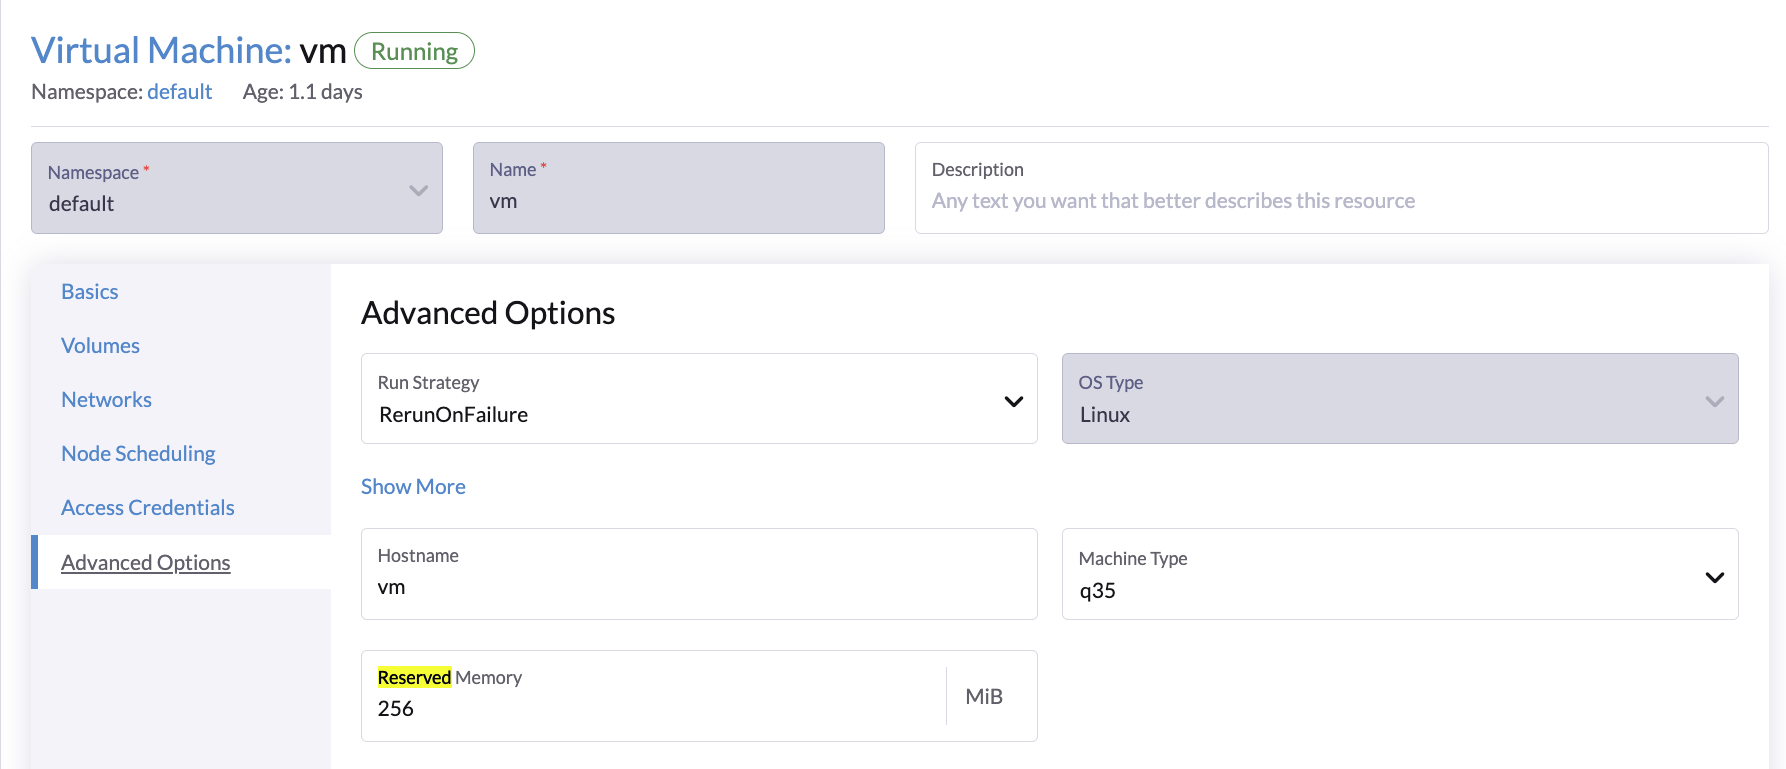 Virtual Machine: vm Running
Namespace: default Age: 1.1 days
Namespace *
default
Name *
vm
Description
Any text you want that better describes this resource
Basics
Volumes
Networks
Node Scheduling
Access Credentials
Advanced Options
Advanced Options
Run Strategy
RerunOnFailure
OS Type
Linux
Show More
Hostname
vm
Machine Type
q35
Reserved Memory
256
MiB